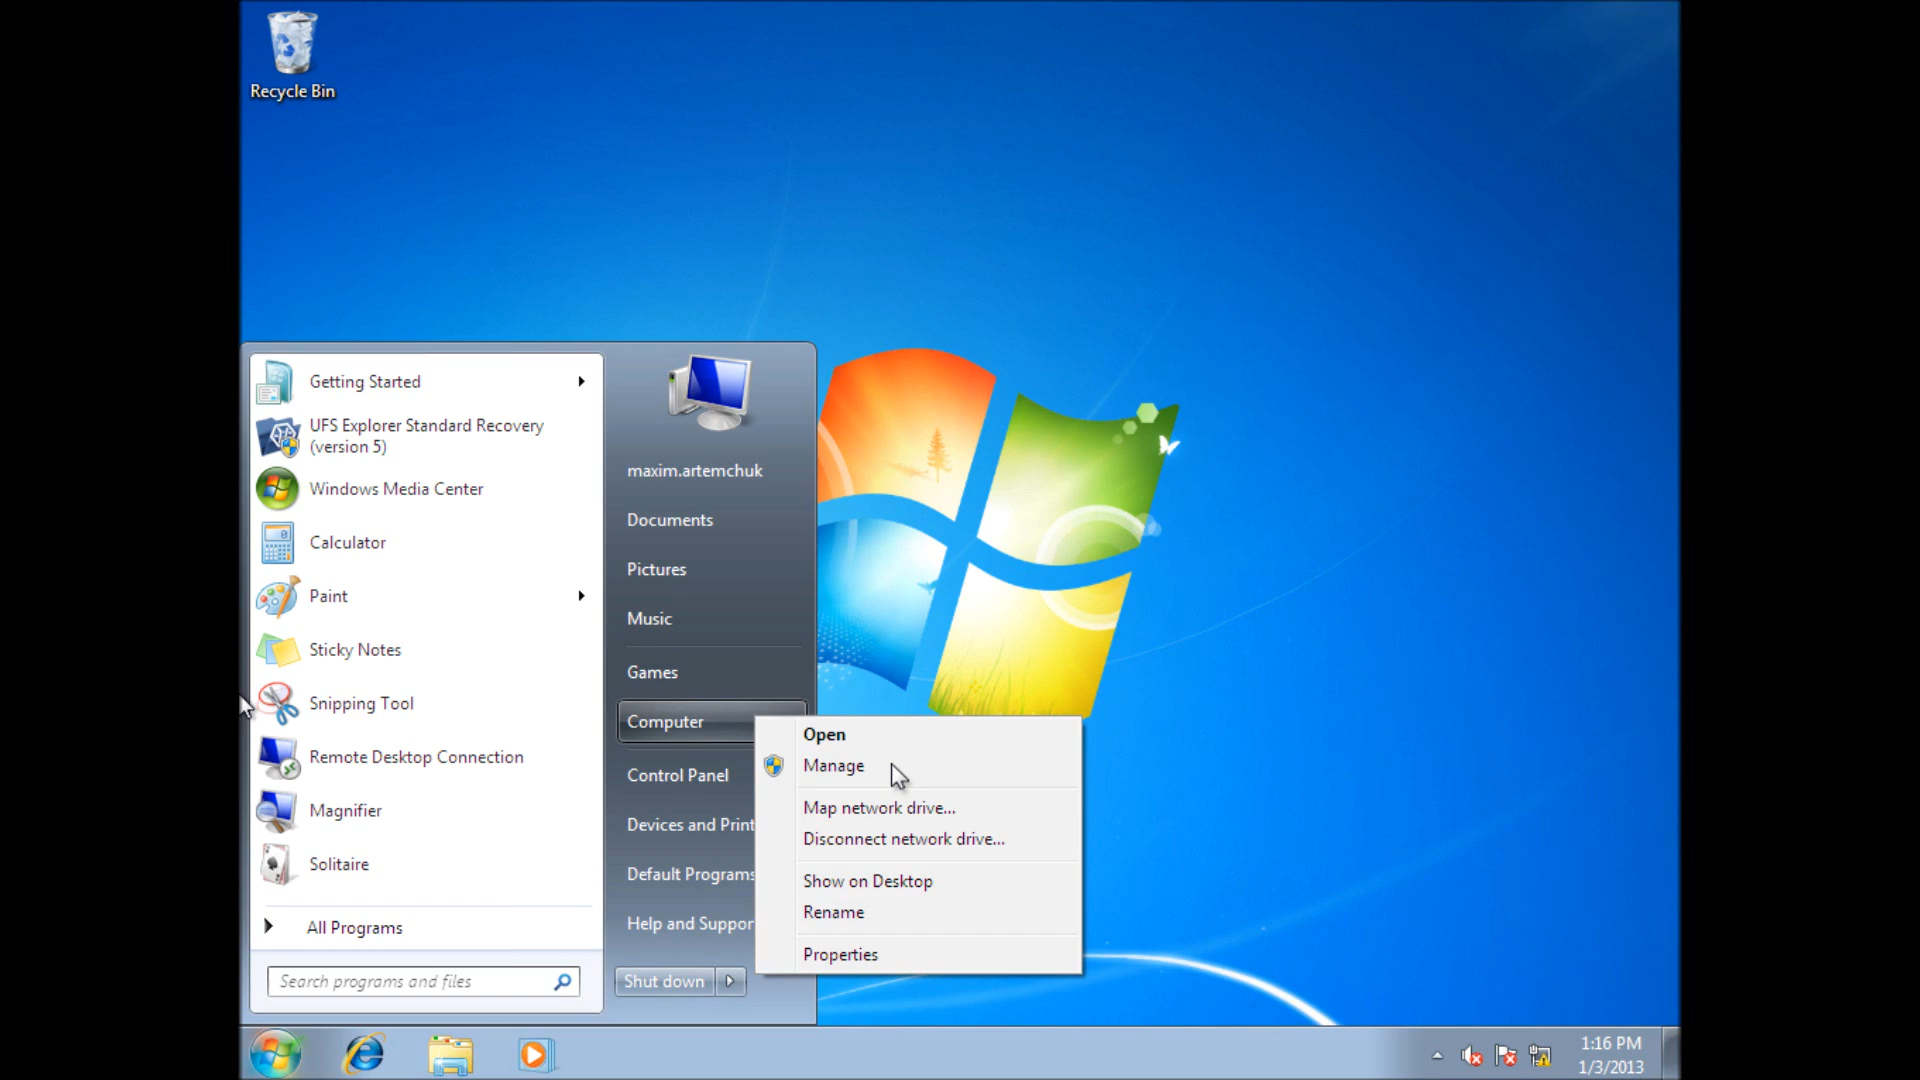 Recycle Bin
Getting Started
UFS Explorer Standard Recovery
(version 5)
Windows Media Center
Calculator
Paint
Sticky Notes
Snipping Tool
Remote Desktop Connection
Magnifier
Solitaire
All Programs
Search programs and files
maxim.artemchuk
Documents
Pictures
Music
Games
Computer
Control Panel
Devices and Print
Default Programs
Help and Suppor
Shut down
Open
Manage
Map network drive...
Disconnect network drive...
Show on Desktop
Rename
Properties
1:16 PM
1/3/2013